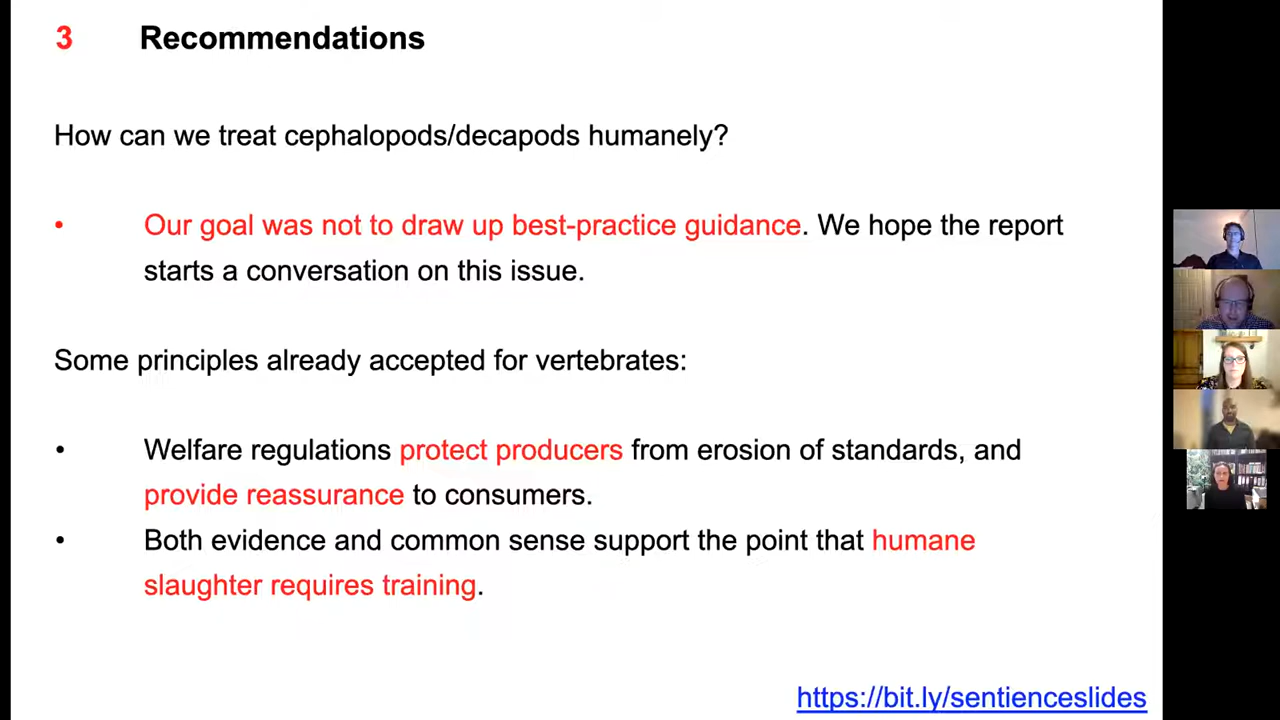 3 Recommendations
How can we treat cephalopods/decapods humanely?
• Our goal was not to draw up best-practice guidance. We hope the report
starts a conversation on this issue.
Some principles already accepted for vertebrates:
• Welfare regulations protect producers from erosion of standards, and
provide reassurance to consumers.
• Both evidence and common sense support the point that humane
slaughter requires training.
https://bit.ly/sentienceslides